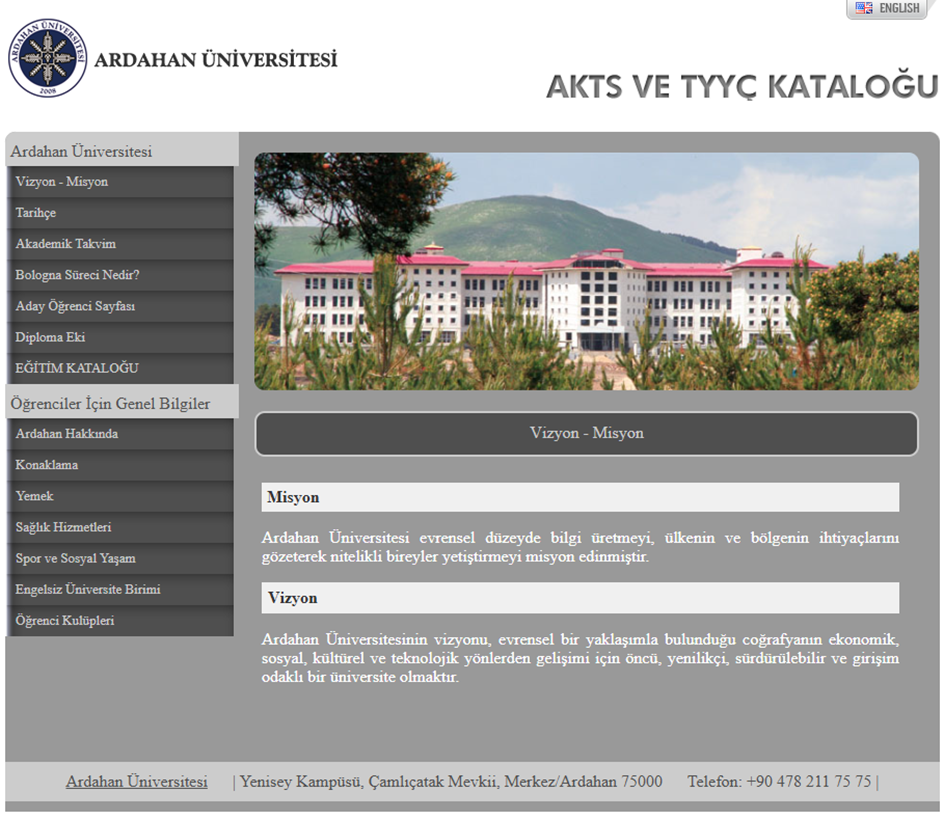 ENGLISH
ARDAHAN ÜNİVERSİTESİ
2008
ARDAHAN ÜNİVERSİTESİ
AKTS VE TYYÇ KATALOĞU
Ardahan Üniversitesi
Vizyon - Misyon
Tarihçe
Akademik Takvim
Bologna Süreci Nedir?
Aday Öğrenci Sayfası
Diploma Eki
EĞİTİM KATALOĞU
Öğrenciler İçin Genel Bilgiler
Ardahan Hakkında
Konaklama
Yemek
Sağlık Hizmetleri
Spor ve Sosyal Yaşam
Engelsiz Üniversite Birimi
Öğrenci Kulüpleri
Vizyon - Misyon
Misyon
Ardahan Üniversitesi evrensel düzeyde bilgi üretmeyi, ülkenin ve bölgenin ihtiyaçlarını
gözeterek nitelikli bireyler yetiştirmeyi misyon edinmiştir.
Vizyon
Ardahan Üniversitesinin vizyonu, evrensel bir yaklaşımla bulunduğu coğrafyanın ekonomik,
sosyal, kültürel ve teknolojik yönlerden gelişimi için öncü, yenilikçi, sürdürülebilir ve girişim
odaklı bir üniversite olmaktır.
Ardahan Üniversitesi | Yenisey Kampüsü, Çamlıçatak Mevkii, Merkez/Ardahan 75000 Telefon: +90 478 211 75 75 |